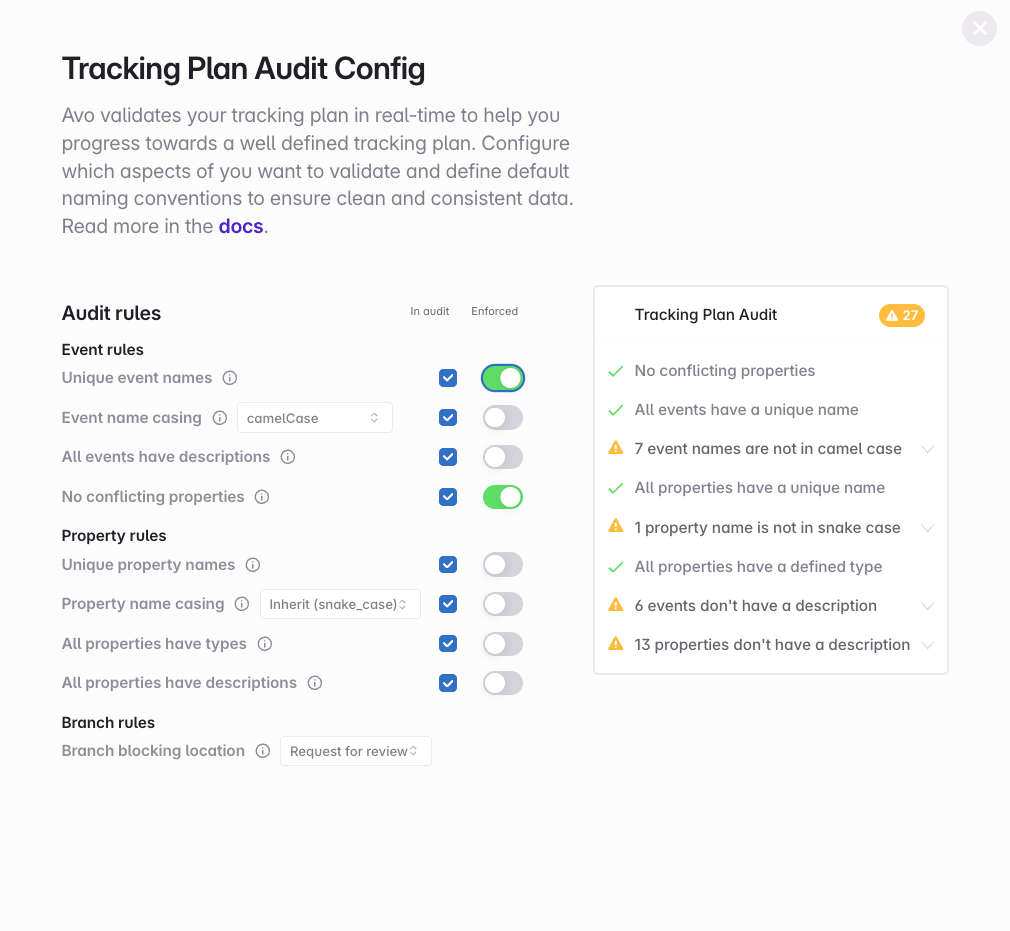 Tracking Plan Audit Config
Avo validates your tracking plan in real-time to help you
progress towards a well defined tracking plan. Configure
which aspects of you want to validate and define default
naming conventions to ensure clean and consistent data.
Read more in the docs.
Audit rules
In audit
Enforced
Event rules
Unique event names
Event name casing
camelCase
All events have descriptions
No conflicting properties
Property rules
Unique property names
Property name casing
Inherit (snake_case)
All properties have types
All properties have descriptions
Branch rules
Branch blocking location
Request for review
Tracking Plan Audit
27
No conflicting properties
All events have a unique name
7 event names are not in camel case
All properties have a unique name
1 property name is not in snake case
All properties have a defined type
6 events don't have a description
13 properties don't have a description